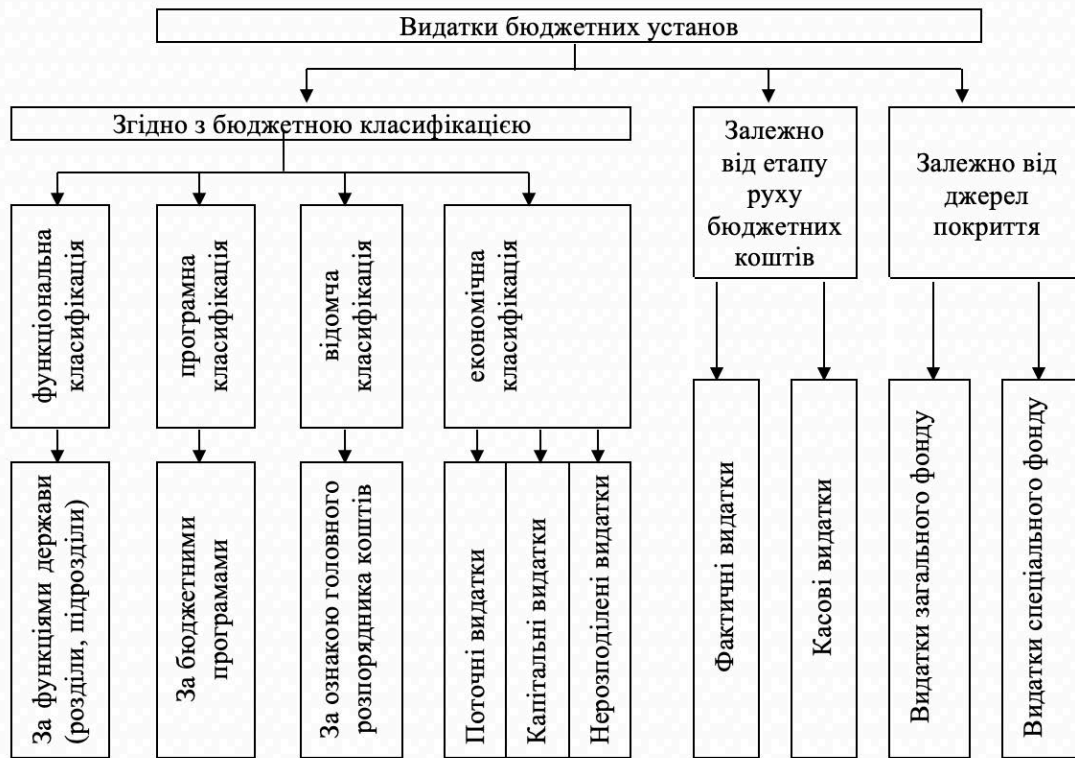 Видатки бюджетних установ
Згідно з бюджетною класифікацією
Залежно
від етапу
руху
бюджетних
коштів
Залежно від
джерел
покриття
функціональна
класифікація
програмна
класифікація
відомча
класифікація
економічна
класифікація
За функціями держави
(розділи, підрозділи)
За бюджетними
програмами
За ознакою головного
розпорядника коштів
Поточні видатки
Капітальні видатки
Нерозподілені видатки
Фактичні видатки
Касові видатки
Видатки загального фонду
Видатки спеціального фонду